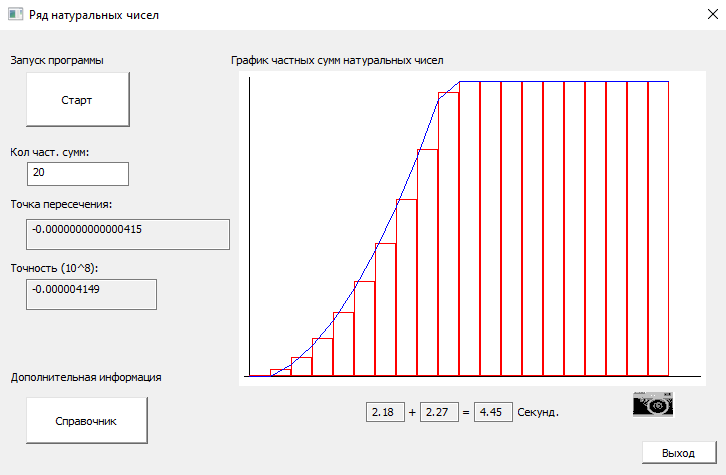 Ряд натуральных чисел
Запуск программы
График частных сумм натуральных чисел
Старт
Кол част. сумм:
20
Точка пересечения:
-0.0000000000000415
Точность (10^8):
-0.000004149
Дополнительная информация
Справочник
2.18 + 2.27 = 4.45 Секунд.
Выход